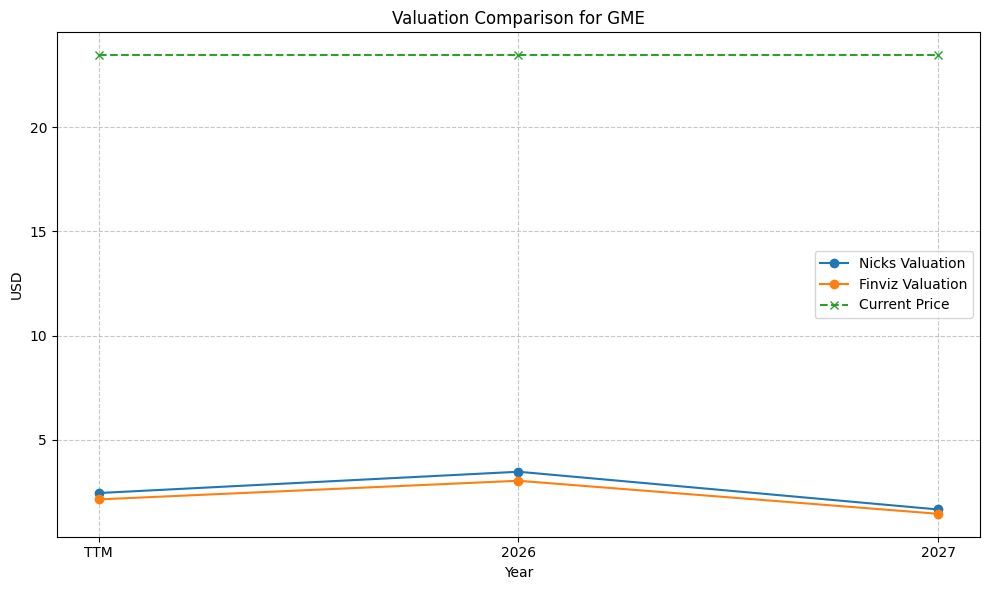 Valuation Comparison for GME
20
15
10
5
USD
Nicks Valuation
Finviz Valuation
Current Price
TTM
2026
2027
Year